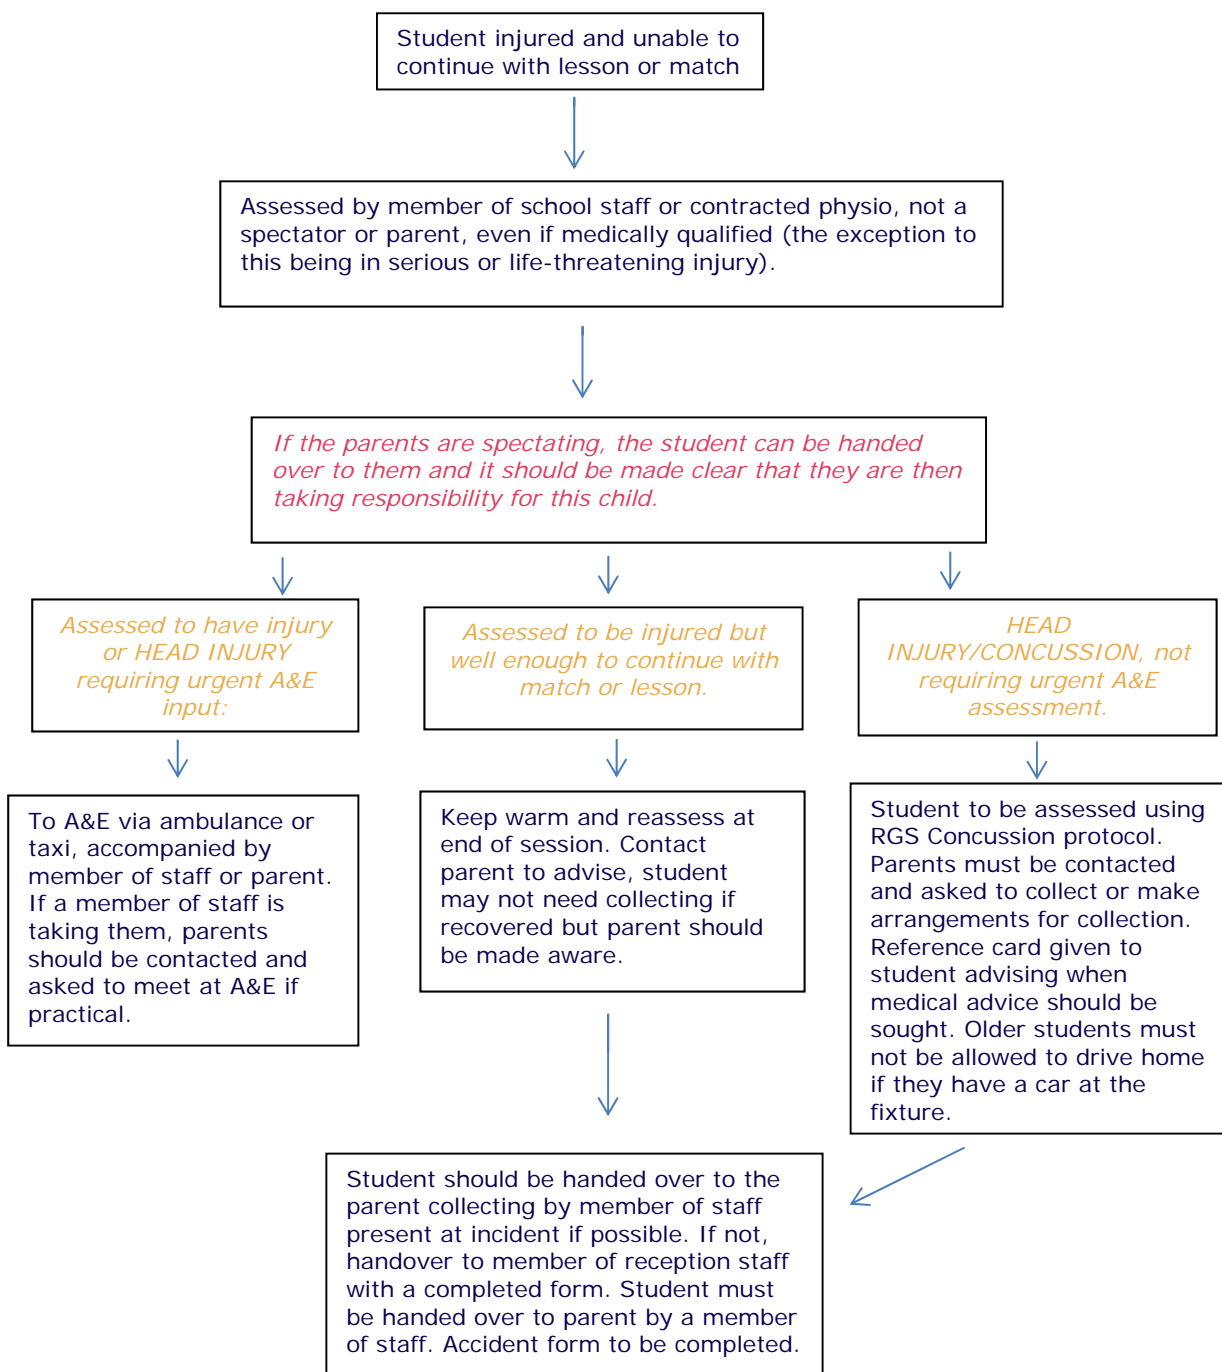 Student injured and unable to
continue with lesson or match
Assessed by member of school staff or contracted physio, not a
spectator or parent, even if medically qualified (the exception to
this being in serious or life-threatening injury).
If the parents are spectating, the student can be handed
over to them and it should be made clear that they are then
taking responsibility for this child.
Assessed to have injury
or HEAD INJURY
requiring urgent A&E
input:
Assessed to be injured but
well enough to continue with
match or lesson.
HEAD
INJURY/CONCUSSION, not
requiring urgent A&E
assessment.
To A&E via ambulance or
taxi, accompanied by
member of staff or parent.
If a member of staff is
taking them, parents
should be contacted and
asked to meet at A&E if
practical.
Keep warm and reassess at
end of session. Contact
parent to advise, student
may not need collecting if
recovered but parent should
be made aware.
Student to be assessed using
RGS Concussion protocol.
Parents must be contacted
and asked to collect or make
arrangements for collection.
Reference card given to
student advising when
medical advice should be
sought. Older students must
not be allowed to drive home
if they have a car at the
fixture.
Student should be handed over to the
parent collecting by member of staff
present at incident if possible. If not,
handover to member of reception staff
with a completed form. Student must
be handed over to parent by a member
of staff. Accident form to be completed.